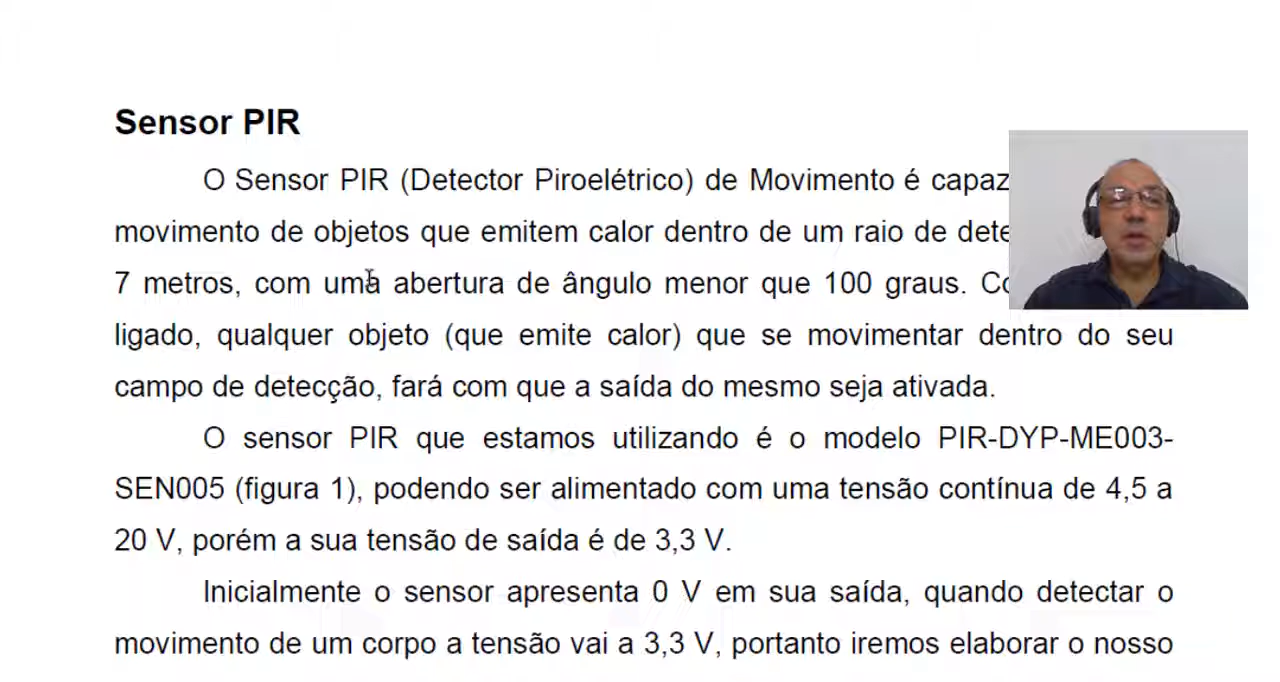 Sensor PIR
O Sensor PIR (Detector Piroelétrico) de Movimento é capaz
movimento de objetos que emitem calor dentro de um raio de
7 metros, com uma abertura de ângulo menor que 100 graus.
ligado, qualquer objeto (que emite calor) que se movimentar dentro do seu
campo de detecção, fará com que a saída do mesmo seja ativada.
O sensor PIR que estamos utilizando é o modelo PIR-DYP-ME003-
SEN005 (figura 1), podendo ser alimentado com uma tensão contínua de 4,5 a
20 V, porém a sua tensão de saída é de 3,3 V.
Inicialmente o sensor apresenta 0 V em sua saída, quando detectar o
movimento de um corpo a tensão vai a 3,3 V, portanto iremos elaborar o nosso